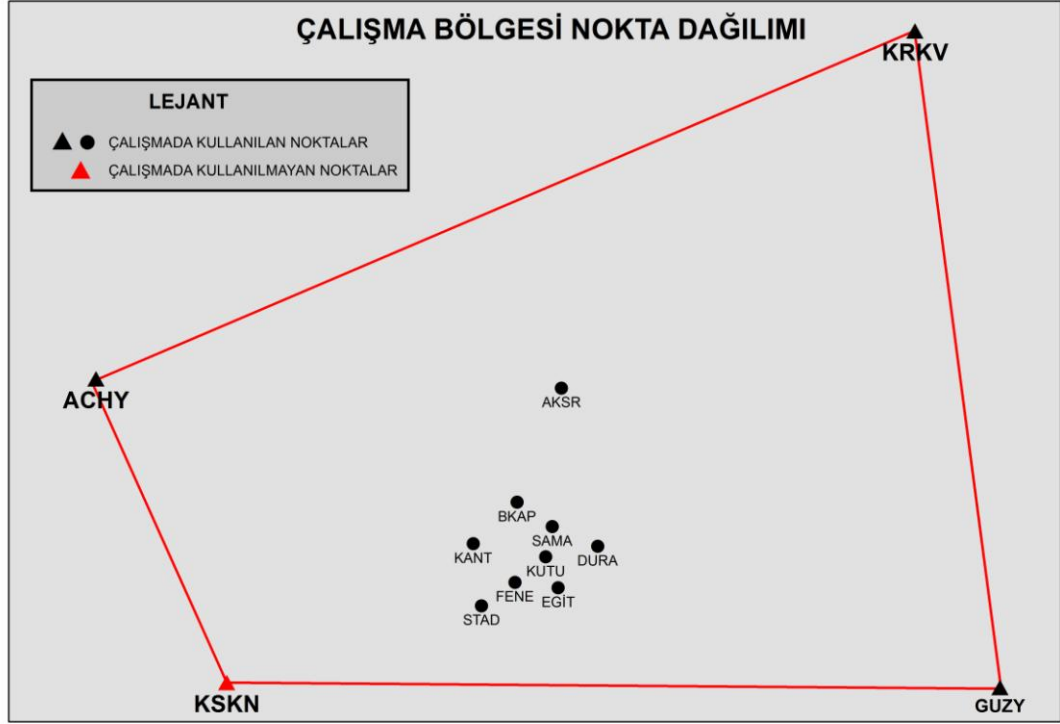 ÇALIŞMA BÖLGESİ NOKTA DAĞILIMI
KRKV
LEJANT
ÇALIŞMADA KULLANILAN NOKTALAR
ÇALIŞMADA KULLANILMAYAN NOKTALAR
ACHY
AKSR
BKAP
SAMA
KANT
DURA
KUTU
FENE
EGİT
STAD
KSKN
GUZY